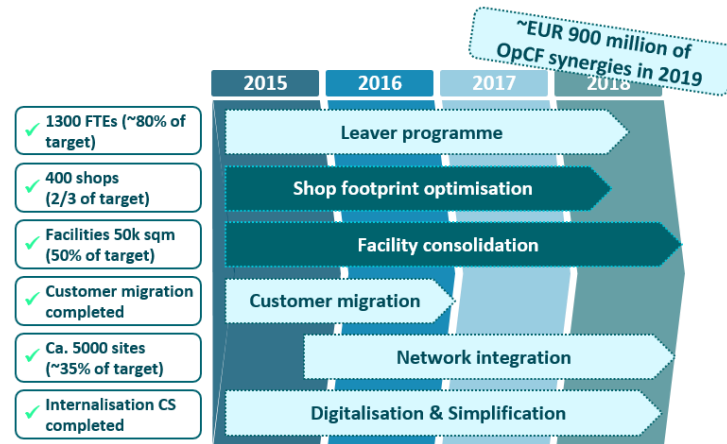 ~EUR 900 million of
OpCF synergies in 2019
2015
2016
2017
2018
1300 FTEs (~80% of
target)
Leaver programme
400 shops
(2/3 of target)
Shop footprint optimisation
Facilities 50k sqm
(50% of target)
Facility consolidation
Customer migration
completed
Customer migration
Ca. 5000 sites
(~35% of target)
Network integration
Internalisation CS
completed
Digitalisation & Simplification